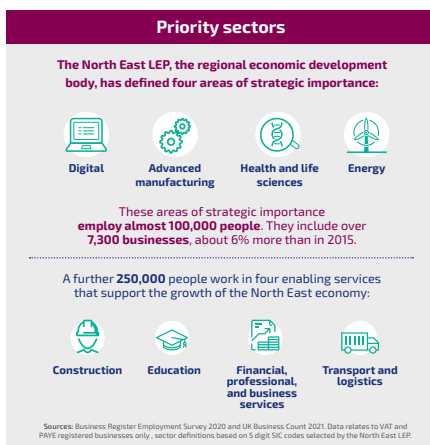 Priority sectors
The North East LEP, the regional economic development
body, has defined four areas of strategic importance:
Digital
Advanced
manufacturing
Health and life
sciences
Energy
These areas of strategic importance
employ almost 100,000 people. They include over
7,300 businesses, about 6% more than in 2015.
A further 250,000 people work in four enabling services
that support the growth of the North East economy:
Construction
Education
Financial,
professional,
and business
services
Transport and
logistics
Sources: Business Register Employment Survey 2020 and UK Business Count 2021. Data relates to VAT and
PAYE registered businesses only , sector definitions based on 5 digit SIC codes selected by the North East LEP.